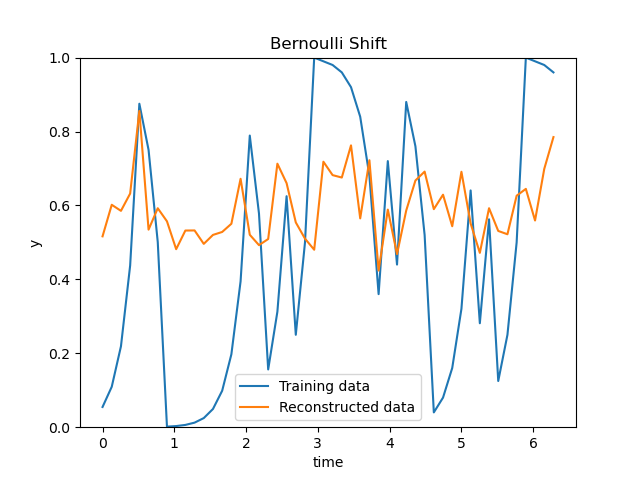 Bernoulli Shift
1.0
0.8
0.6
0.4
0.2
0.0
y
0 1 2 3 4 5 6
time
Training data
Reconstructed data